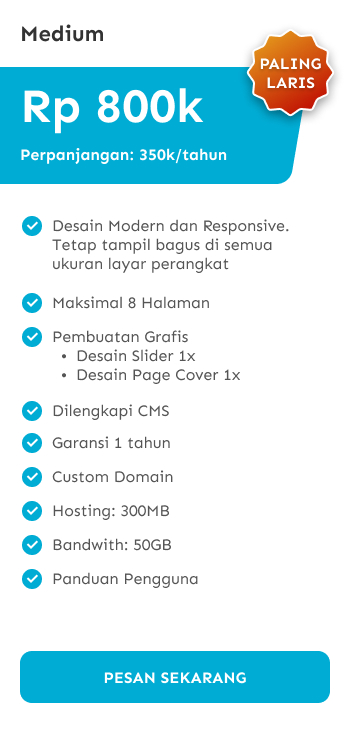 Medium
PALING
LARIS
Rp 800k
Perpanjangan: 350k/tahun
Desain Modern dan Responsive.
Tetap tampil bagus di semua
ukuran layar perangkat
Maksimal 8 Halaman
Pembuatan Grafis
• Desain Slider 1x
• Desain Page Cover 1x
Dilengkapi CMS
Garansi 1 tahun
Custom Domain
Hosting: 300MB
Bandwith: 50GB
Panduan Pengguna
PESAN SEKARANG